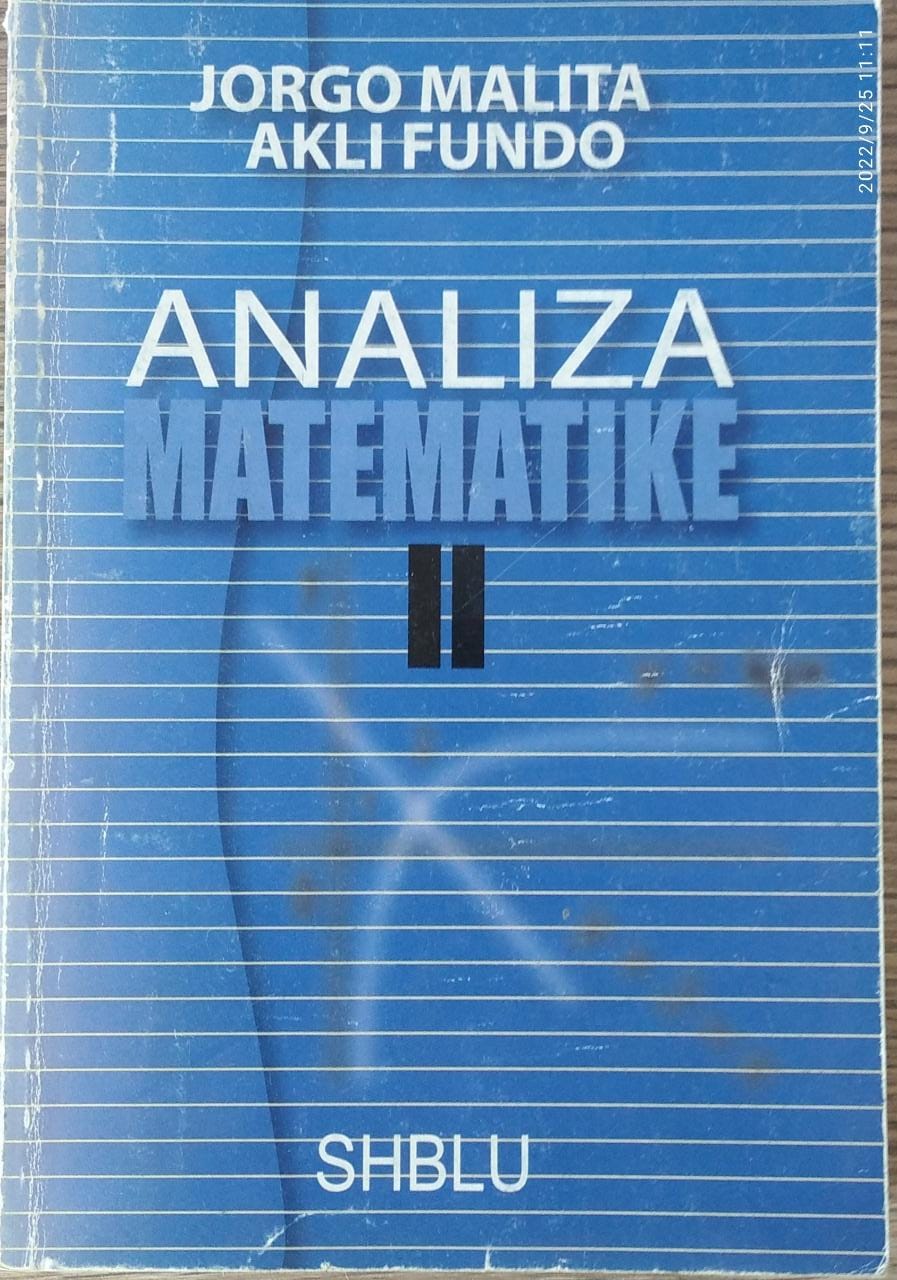 JORGO MALITA
AKLI FUNDO
ANALIZA
MATEMATIKE
II
SHBLU
2022/9/25 11:11